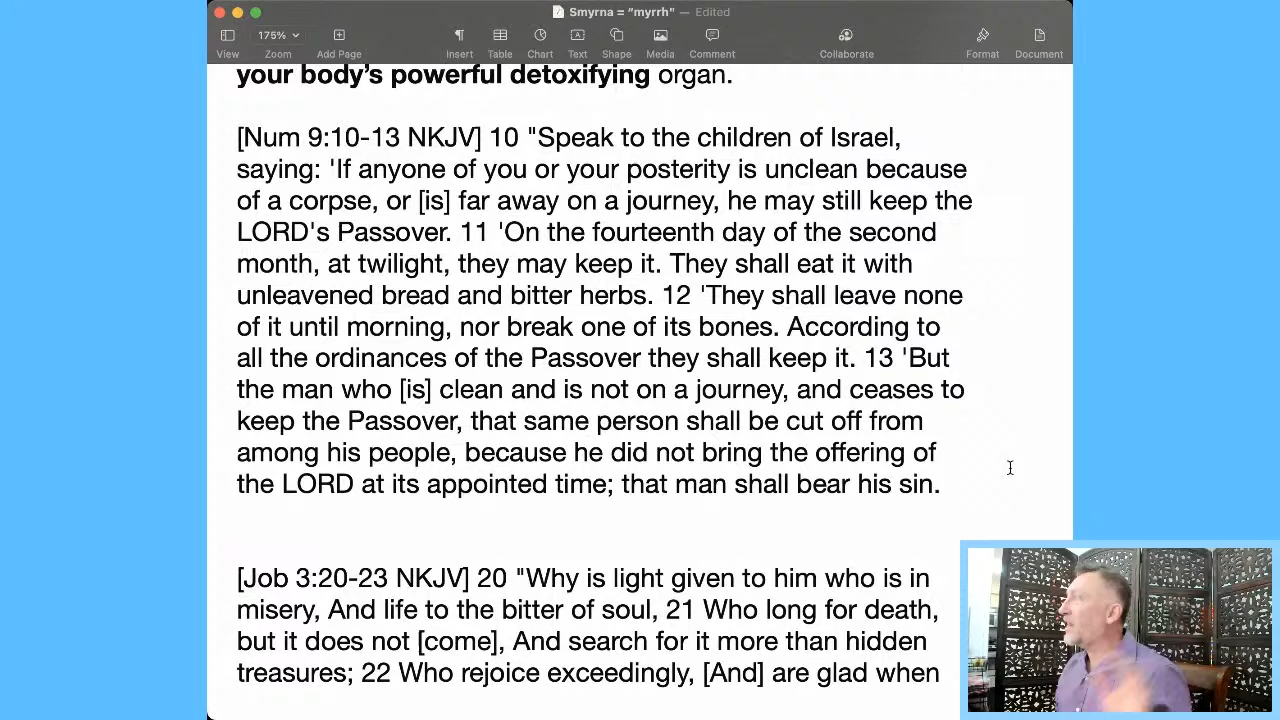 Smyrna = "myrrh" — Edited
175%
View Zoom Add Page Insert Table Chart Text Shape Media Comment Collaborate Format Document
your body's powerful detoxifying organ.
[Num 9:10-13 NKJV] 10 "Speak to the children of Israel,
saying: 'If anyone of you or your posterity is unclean because
of a corpse, or [is] far away on a journey, he may still keep the
LORD's Passover. 11 'On the fourteenth day of the second
month, at twilight, they may keep it. They shall eat it with
unleavened bread and bitter herbs. 12 'They shall leave none
of it until morning, nor break one of its bones. According to
all the ordinances of the Passover they shall keep it. 13 'But
the man who [is] clean and is not on a journey, and ceases to
keep the Passover, that same person shall be cut off from
among his people, because he did not bring the offering of
the LORD at its appointed time; that man shall bear his sin.
[Job 3:20-23 NKJV] 20 "Why is light given to him who is in
misery, And life to the bitter of soul, 21 Who long for death,
but it does not [come], And search for it more than hidden
treasures; 22 Who rejoice exceedingly, [And] are glad when